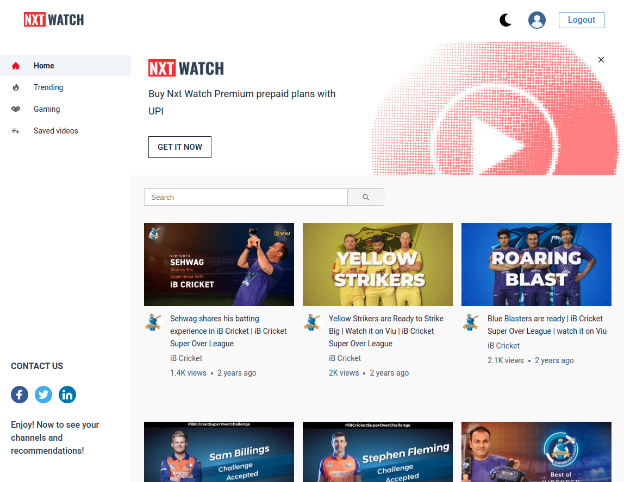 NXT WATCH
Logout
Home
Trending
Gaming
Saved videos
CONTACT US
Enjoy! Now to see your
channels and
recommendations!
NXT WATCH
Buy Nxt Watch Premium prepaid plans with
UPI
GET IT NOW
Search
VIU
SEHWAG
iB CRICKET
Sehwag shares his batting
experience in iB Cricket | iB Cricket
Super Over League
iB Cricket
1.4K views • 2 years ago
YELLOW
STRIKERS
Yellow Strikers are Ready to Strike
Big | Watch it on Viu | iB Cricket
Super Over League
iB Cricket
2K views • 2 years ago
ROARING
BLAST
Blue Blasters are ready | iB Cricket
Super Over League | watch it on Viu
iB Cricket
2.1K views • 2 years ago
#iBCricketSuperOverChallenge
Sam Billings
Challenge
Accepted
#iBCricketSuperOverChallenge
Stephen Fleming
Challenge
Accepted
CRICKET
Best of